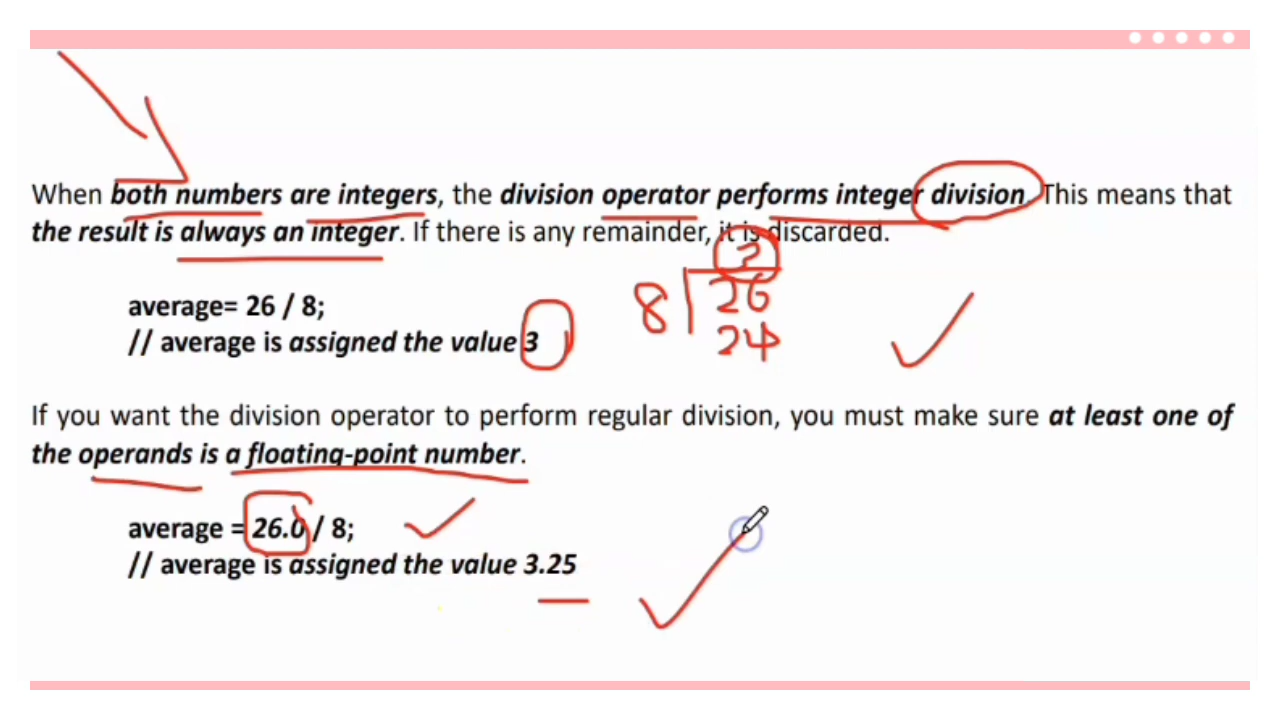 When both numbers are integers, the division operator performs integer division. This means that
the result is always an integer. If there is any remainder, it is discarded.
3
8 26
24
average= 26 / 8;
// average is assigned the value 3
If you want the division operator to perform regular division, you must make sure at least one of
the operands is a floating-point number.
average = 26.0 / 8;
// average is assigned the value 3.25